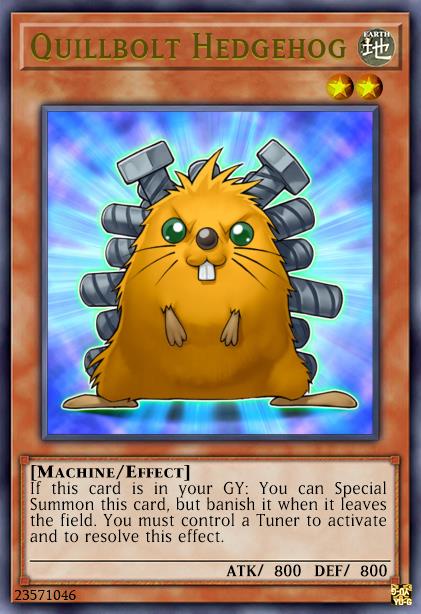 Quillbolt Hedgehog
EARTH
地
[Machine/Effect]
If this card is in your GY: You can Special
Summon this card, but banish it when it leaves
the field. You must control a Tuner to activate
and to resolve this effect.
ATK/ 800 DEF/ 800
23571046